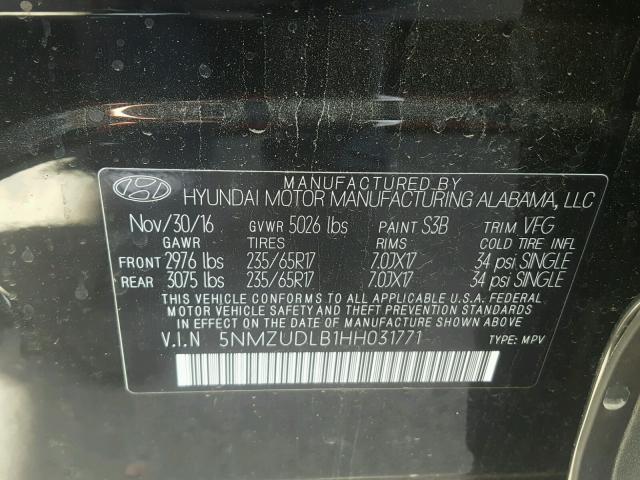 MANUFACTURED BY
HYUNDAI MOTOR MANUFACTURING ALABAMA, LLC
Nov/30/16 GVWR 5026 lbs PAINT S3B TRIM VFG
GAWR TIRES RIMS COLD TIRE INFL
FRONT 2976 lbs 235/65R17 7.0JX17 34 psi SINGLE
REAR 3075 lbs 235/65R17 7.0JX17 34 psi SINGLE
THIS VEHICLE CONFORMS TO ALL APPLICABLE U.S.A. FEDERAL
MOTOR VEHICLE SAFETY AND THEFT PREVENTION STANDARDS
IN EFFECT ON THE DATE OF MANUFACTURE SHOWN ABOVE.
V.I.N 5NMZUDLB1HH031771 TYPE: MPV